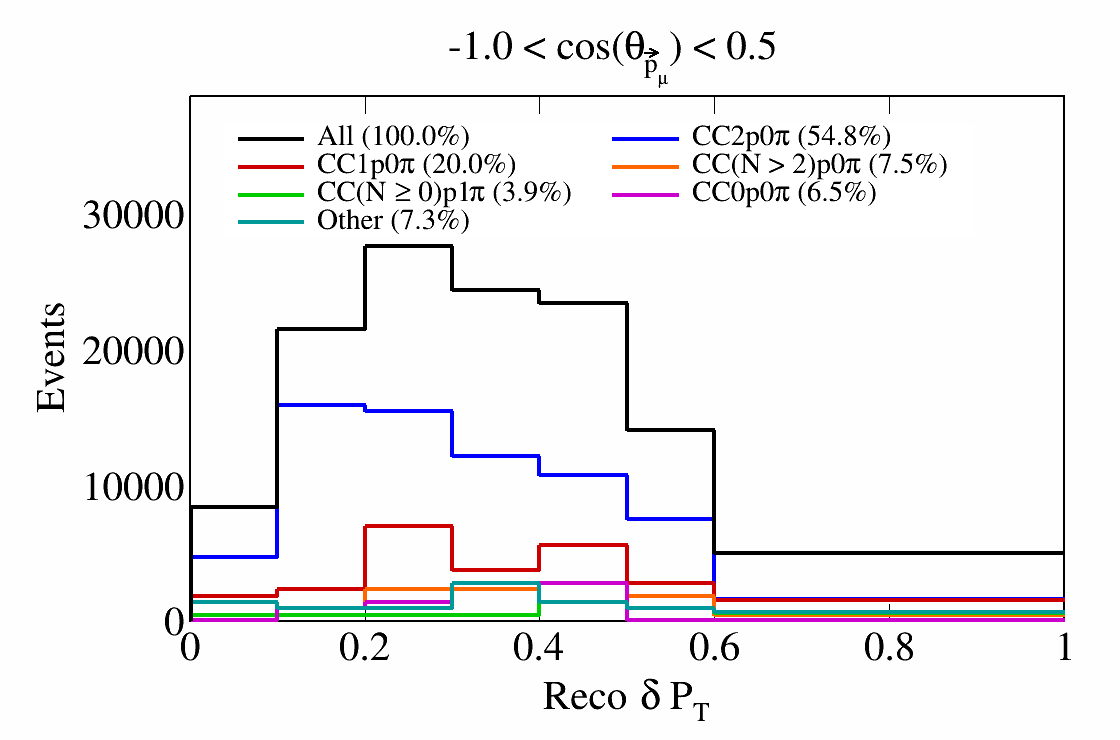 -1.0 < cos(θ_{\vec{p}_μ}) < 0.5
All (100.0%)
CC2p0π (54.8%)
CC1p0π (20.0%)
CC(N > 2)p0π (7.5%)
CC(N ≥ 0)p1π (3.9%)
CC0p0π (6.5%)
Other (7.3%)
30000
20000
10000
0
Events
0 0.2 0.4 0.6 0.8 1
Reco δ P_T